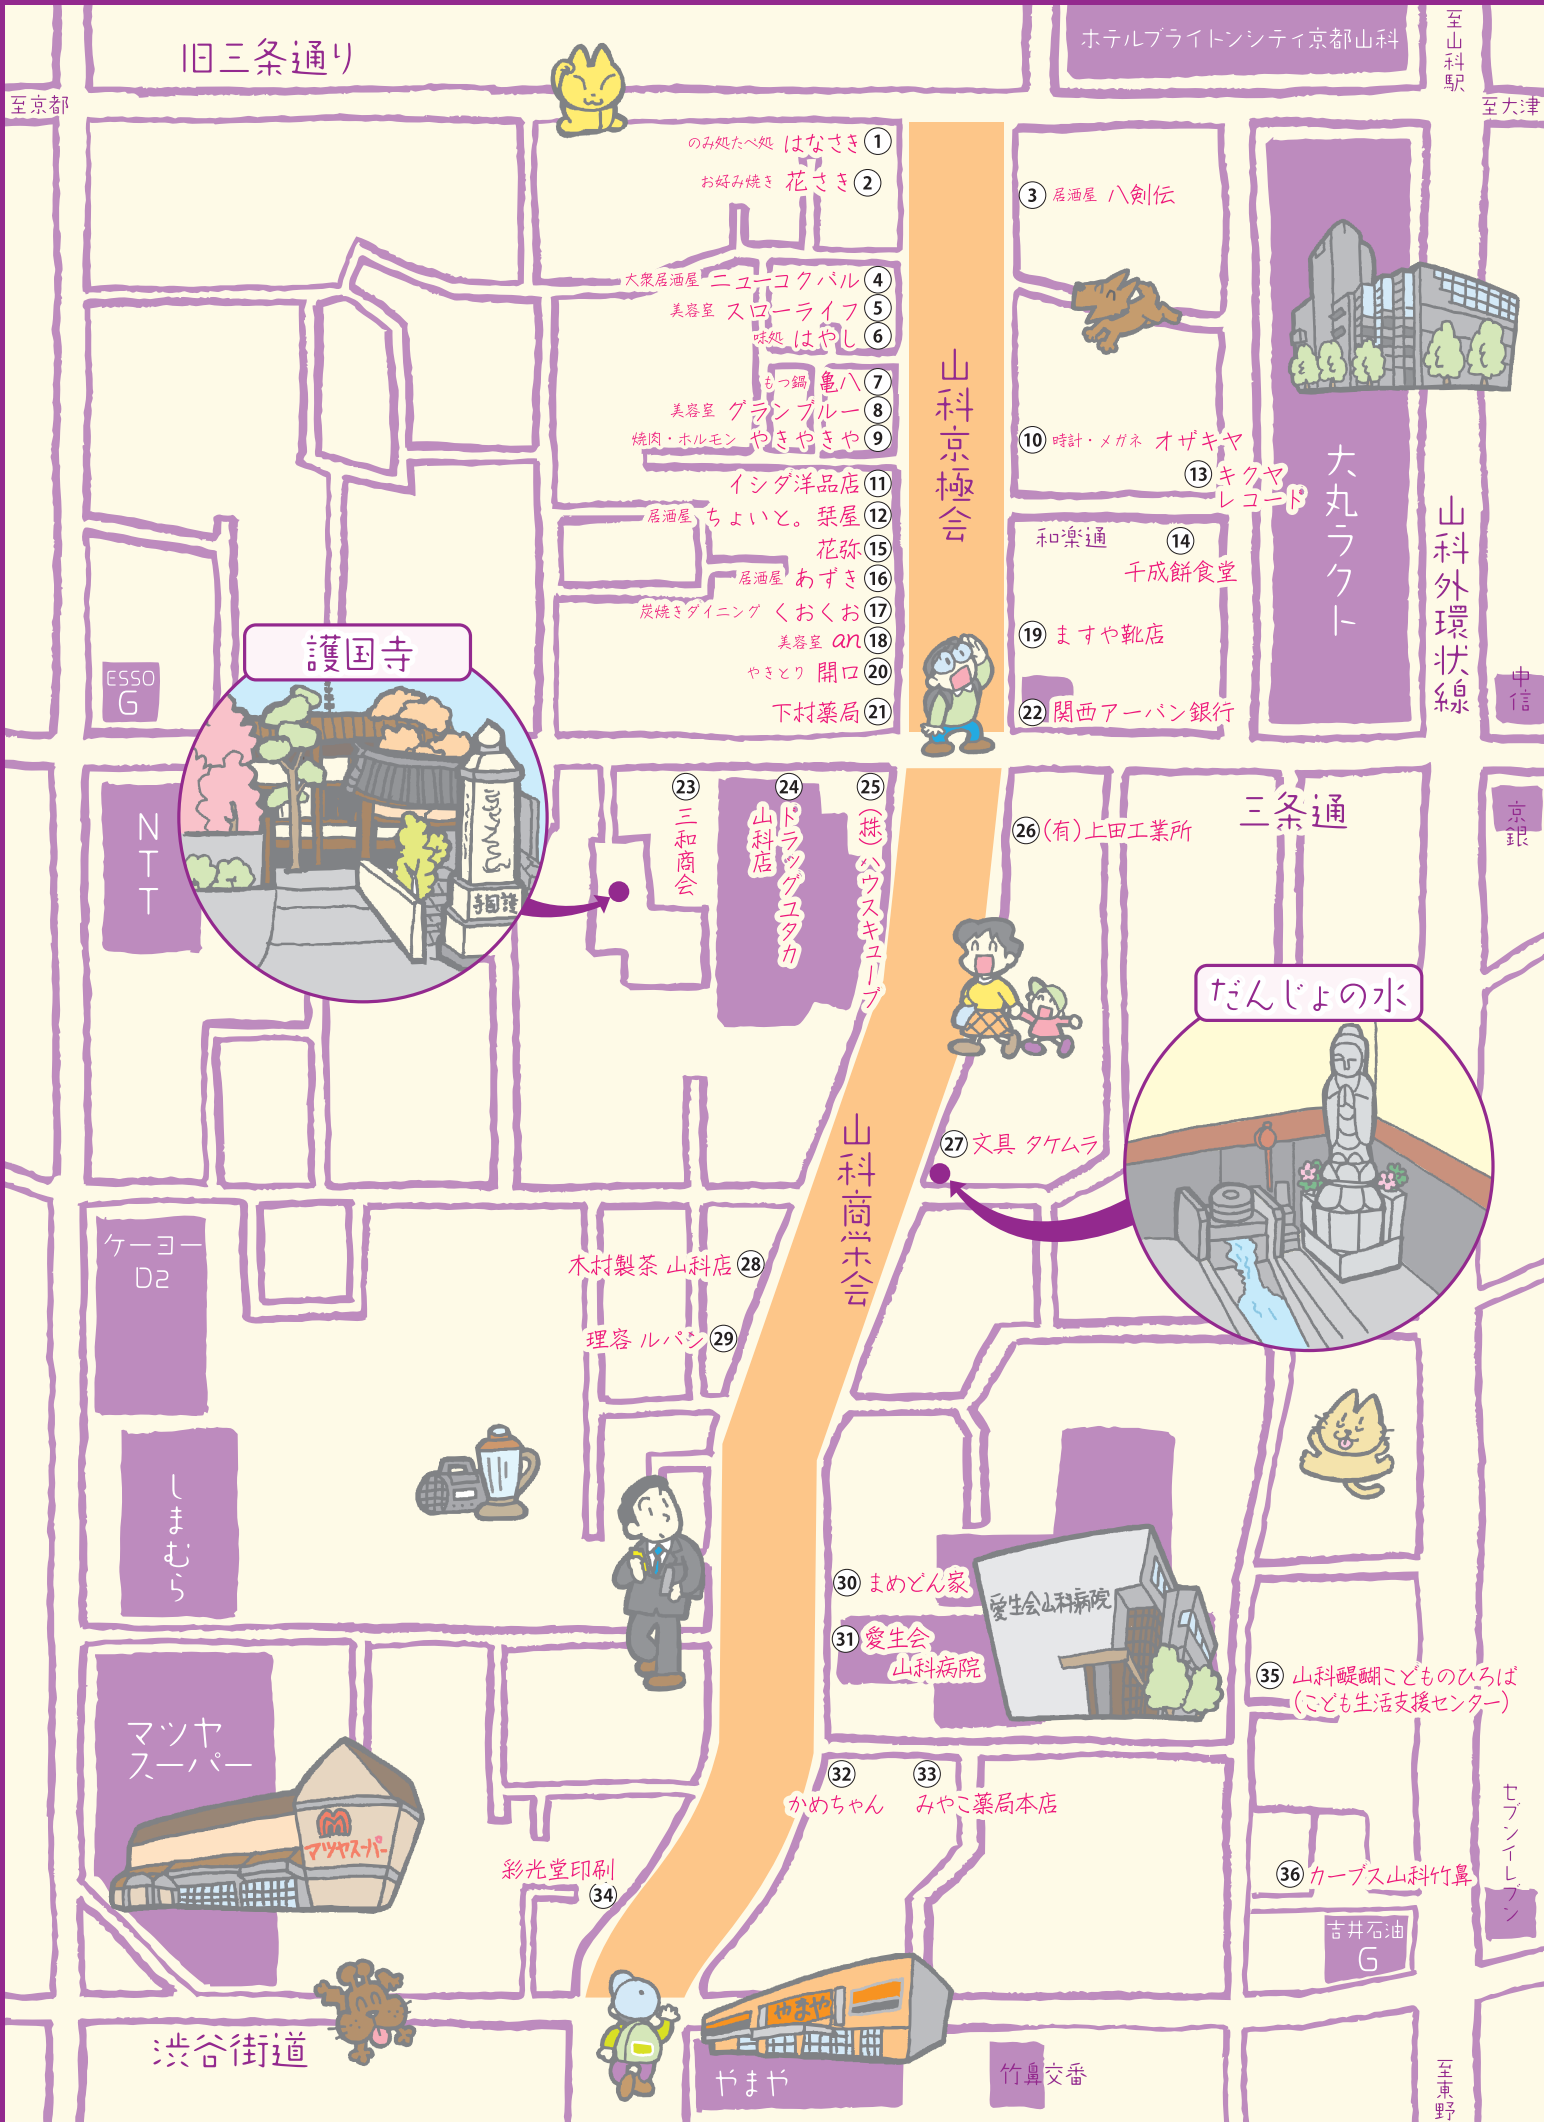 旧三条通り
ホテルブライトンシティ京都山科
至山科駅
至京都
至大津
のみ処たべ処 はなさき ①
お好み焼き 花さき ②
③ 居酒屋 八剣伝
大衆居酒屋 ニューコクバル ④
美容室 スローライフ ⑤
味処 はやし ⑥
もつ鍋 亀八 ⑦
美容室 グランブルー ⑧
焼肉・ホルモン やきやきや ⑨
山科京極会
⑩ 時計・メガネ オザキヤ
⑬ キクヤ
レコード
大丸ラクト
山科外環状線
イシダ洋品店 ⑪
居酒屋 ちょいと。栞屋 ⑫
和楽通
⑭
千成餅食堂
花弥 ⑮
居酒屋 あずき ⑯
炭焼きダイニング くおくお ⑰
美容室 an ⑱
⑲ ますや靴店
やきとり 開口 ⑳
下村薬局 ㉑
㉒ 関西アーバン銀行
護国寺
ESSO
G
中信
NTT
護国寺
㉓
三和商会
㉔
ドラッグユタカ
山科店
㉕
(株)ハウスキューブ
㉖ (有)上田工業所
三条通
京銀
だんじょの水
山科商栄会
㉗ 文具 タケムラ
ケーヨー
D2
木村製茶 山科店 ㉘
理容 ルパン ㉙
しまむら
㉚ まめどん家
㉛ 愛生会
山科病院
愛生会山科病院
㉟ 山科醍醐こどものひろば
(こども生活支援センター)
マツヤ
スーパー
マツヤスーパー
㉜
かめちゃん
㉝
みやこ薬局本店
セブンイレブン
彩光堂印刷
㉞
㊱ カーブス山科竹鼻
吉井石油
G
渋谷街道
やまや
やまや
竹鼻交番
至東野